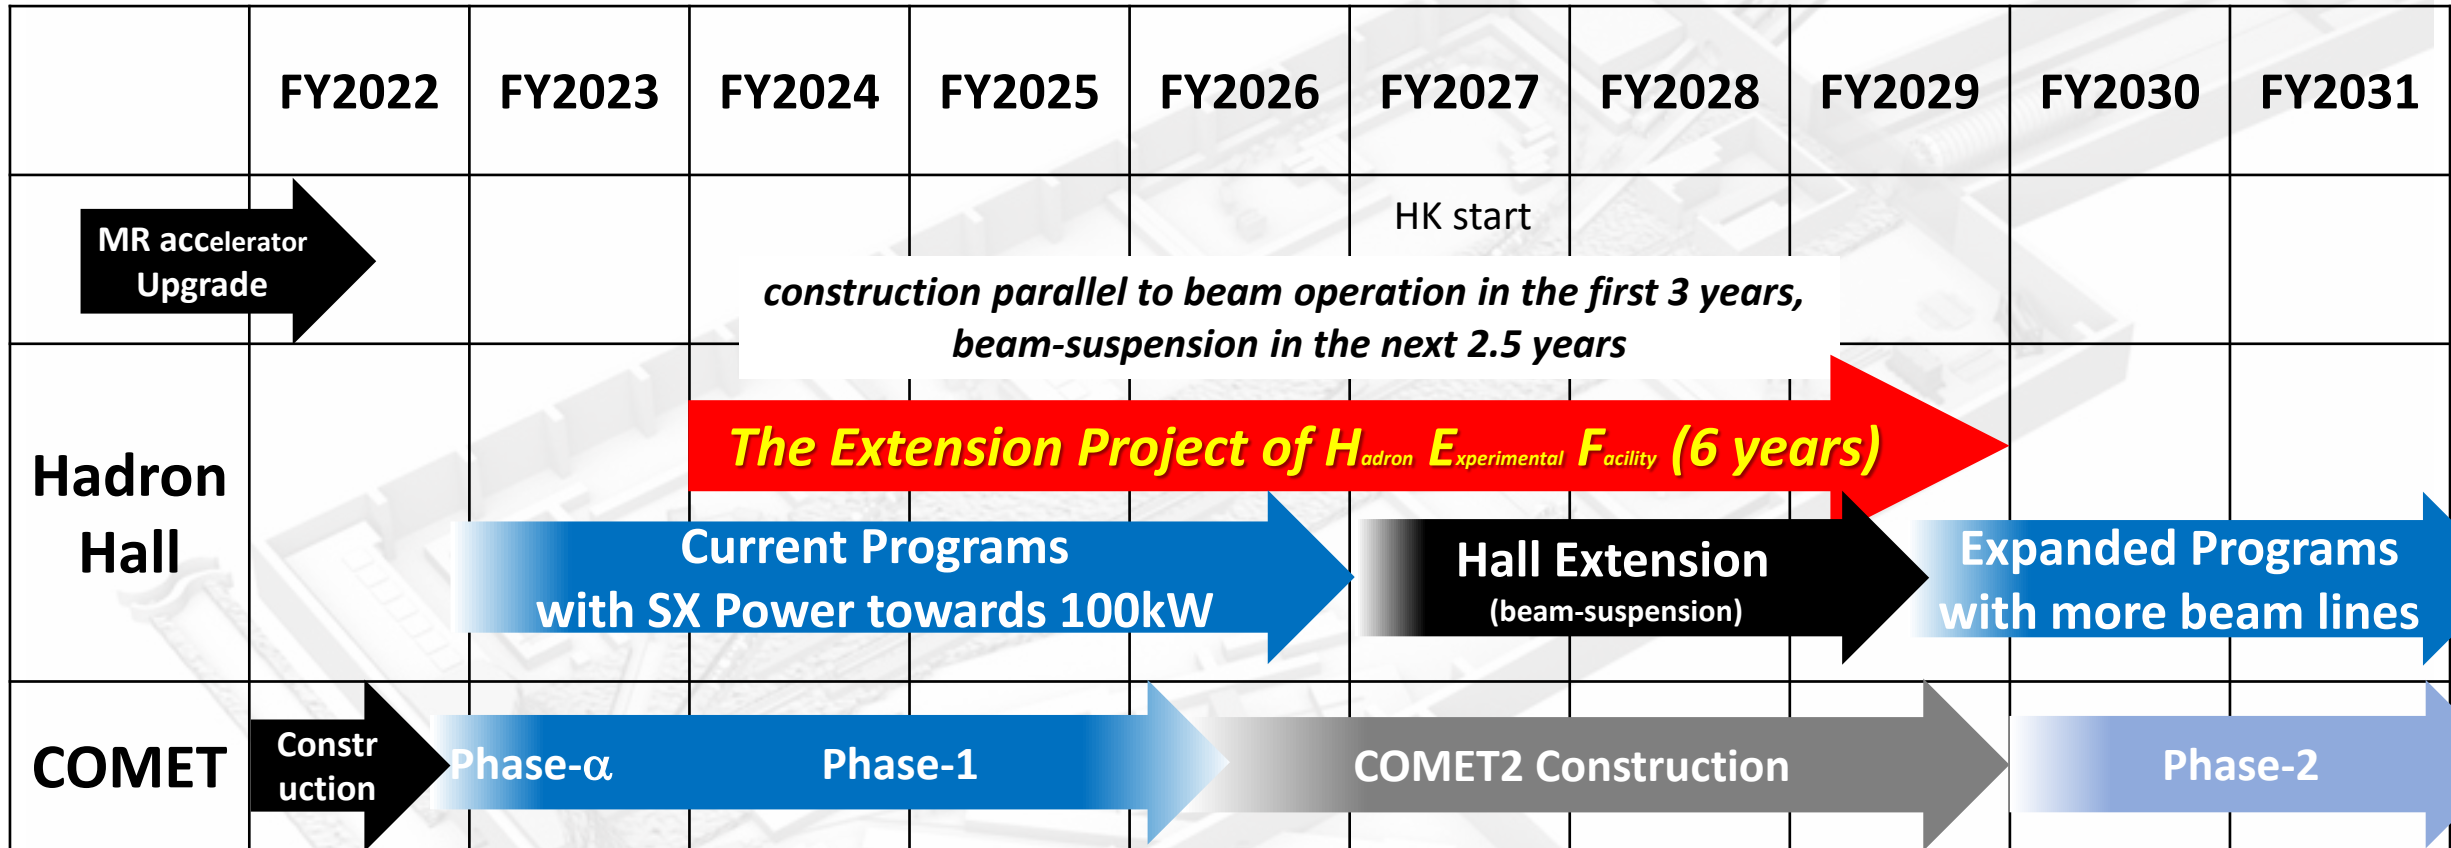 FY2022 FY2023 FY2024 FY2025 FY2026 FY2027 FY2028 FY2029 FY2030 FY2031
MR accelerator
Upgrade
HK start
construction parallel to beam operation in the first 3 years,
beam-suspension in the next 2.5 years
Hadron
Hall
The Extension Project of Hadron Experimental Facility (6 years)
Current Programs
with SX Power towards 100kW
Hall Extension
(beam-suspension)
Expanded Programs
with more beam lines
COMET
Constr
uction
Phase-α
Phase-1
COMET2 Construction
Phase-2